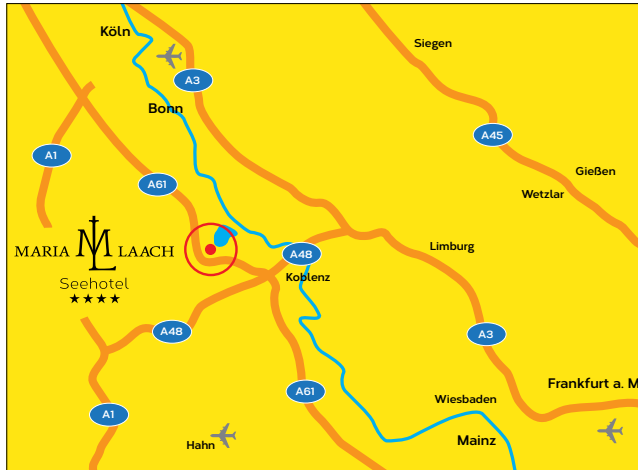 Köln
Siegen
A3
Bonn
A45
A1
Gießen
A61
Wetzlar
MARIA ML LAACH
Seehotel
★★★★
Limburg
A48
Koblenz
A48
A3
Frankfurt a. M
A61
Wiesbaden
A1
Hahn
Mainz